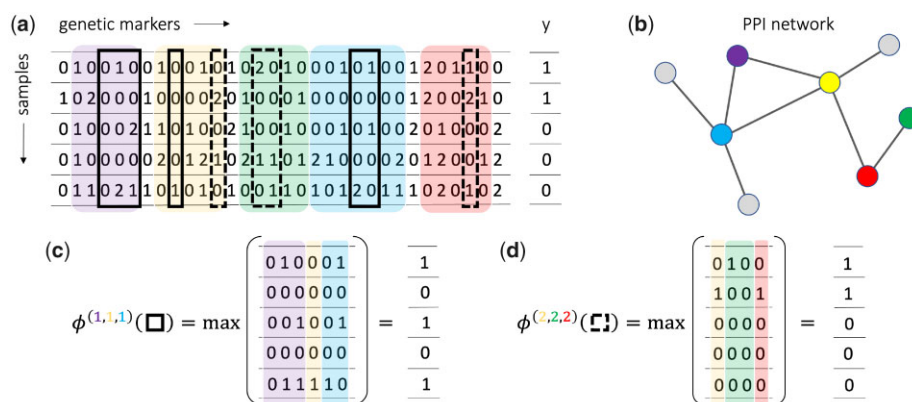 (a) genetic markers y
samples
0 1 0 0 1 0 0 1 0 0 1 0 1 0 2 0 1 0 0 0 1 0 1 0 0 1 2 0 1 1 0 0 1
1 0 2 0 0 0 1 0 0 0 0 2 0 1 0 0 0 1 0 0 0 0 0 0 0 1 2 0 0 2 1 0 1
0 1 0 0 0 2 1 1 0 1 0 0 2 1 0 0 1 0 0 0 1 0 1 0 0 2 0 1 0 0 0 2 0
0 1 0 0 0 0 0 2 0 1 2 1 0 2 1 1 0 1 2 1 0 0 0 0 2 0 1 2 0 0 1 2 0
0 1 1 0 2 1 1 0 1 0 1 0 1 0 0 1 1 0 1 0 1 2 0 1 1 1 0 2 0 1 0 2 0
(b) PPI network
(c)
ϕ(1,1,1)( ) = max
0 1 0 0 0 1
0 0 0 0 0 0
0 0 1 0 0 1
0 0 0 0 0 0
0 1 1 1 1 0
=
1
0
1
0
1
(d)
ϕ(2,2,2)( ) = max
0 1 0 0
1 0 0 1
0 0 0 0
0 0 0 0
0 0 0 0
=
1
1
0
0
0